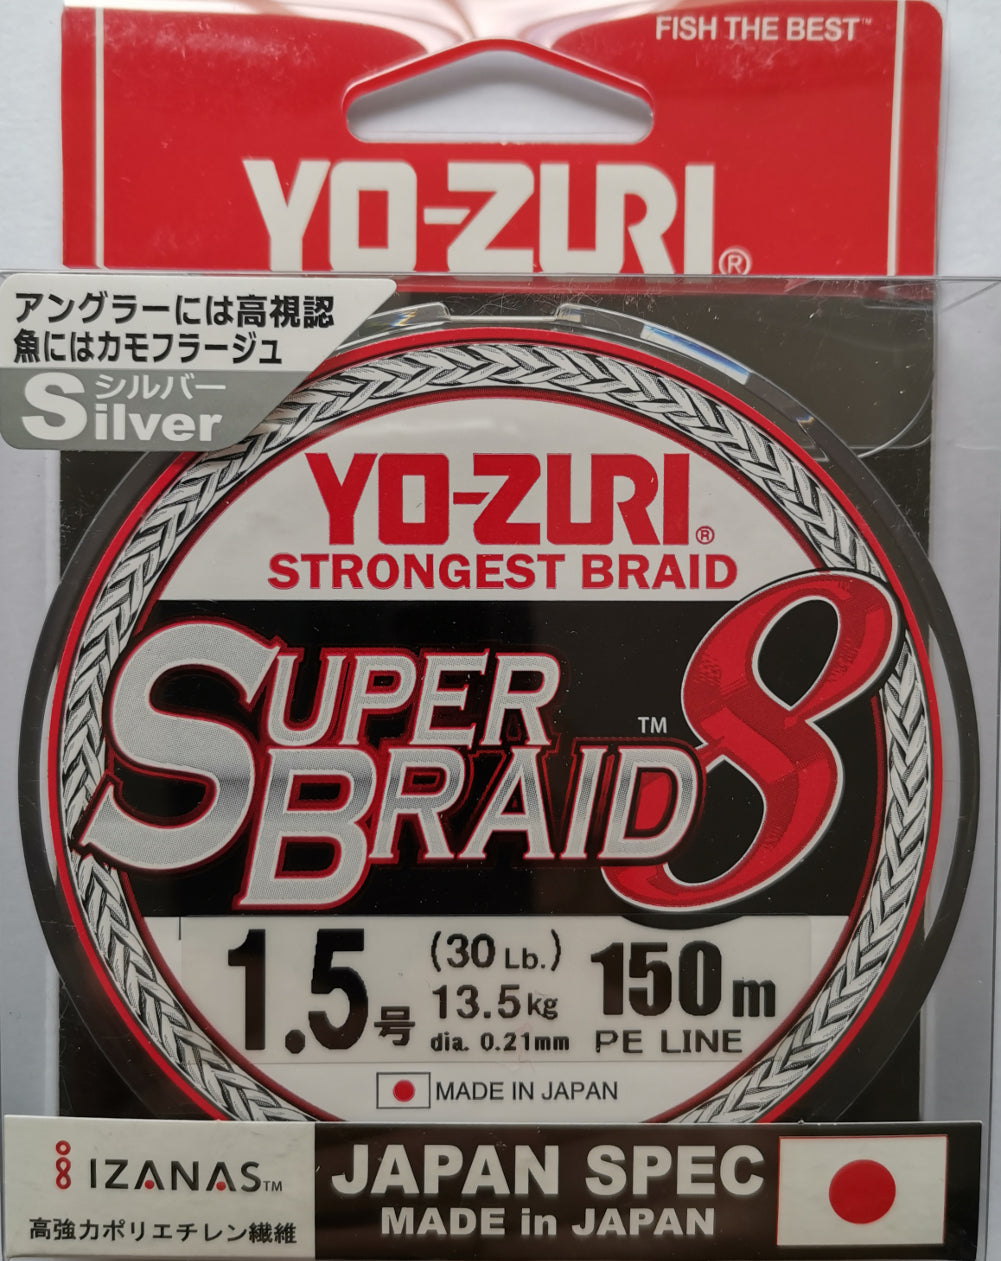 FISH THE BEST™
YO-ZURI®
アングラーには高視認
魚にはカモフラージュ
シルバー
Silver
YO-ZURI®
STRONGEST BRAID
SUPER
BRAID™ 8
1.5号
(30 Lb.)
13.5kg
dia. 0.21mm
150m
PE LINE
MADE IN JAPAN
IZANAS™
高強力ポリエチレン繊維
JAPAN SPEC
MADE in JAPAN